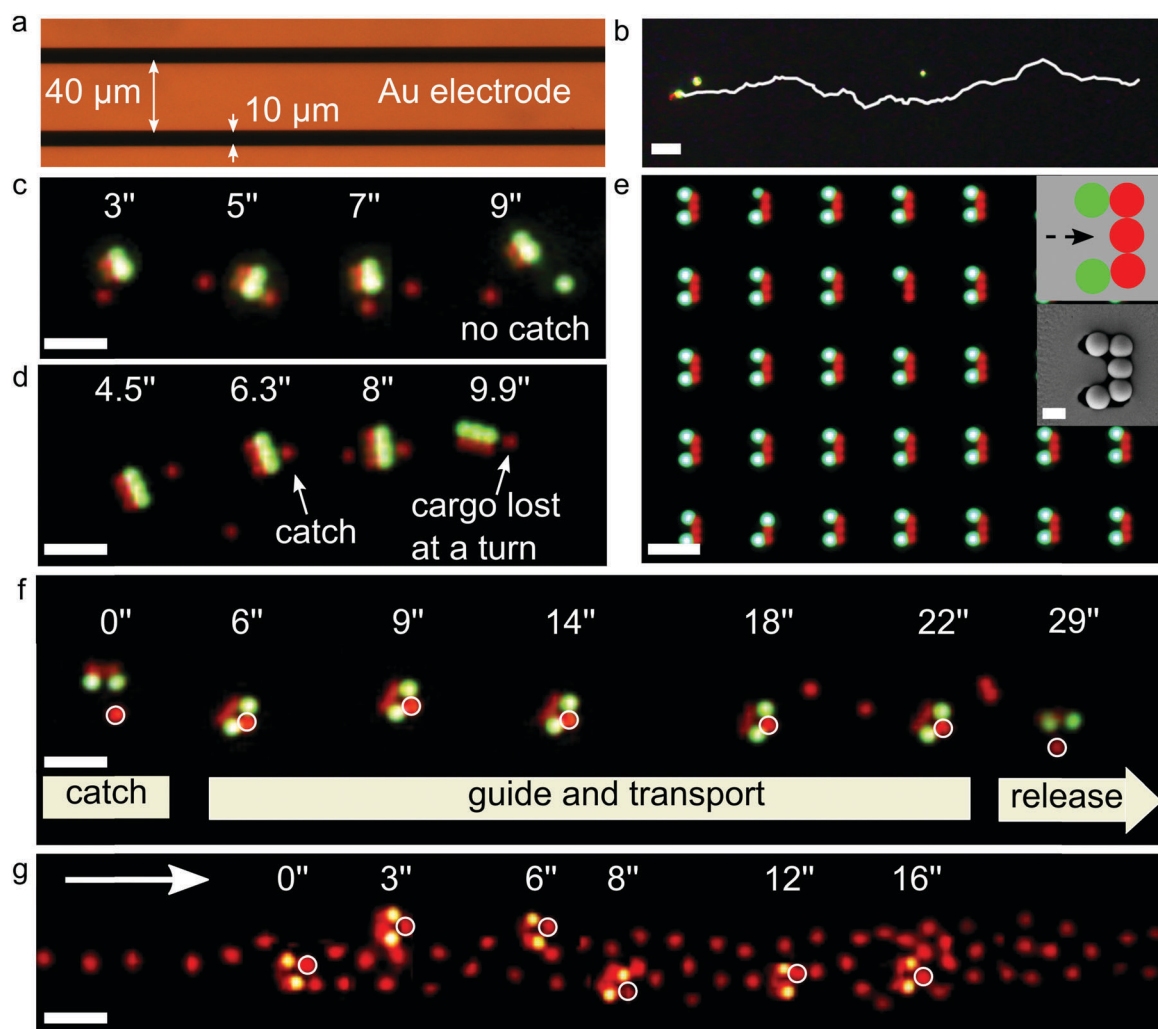 a
40 µm
10 µm
Au electrode
b
c
3"
5"
7"
9"
no catch
d
4.5"
6.3"
8"
9.9"
catch
cargo lost
at a turn
e
f
0"
6"
9"
14"
18"
22"
29"
catch
guide and transport
release
g
0"
3"
6"
8"
12"
16"